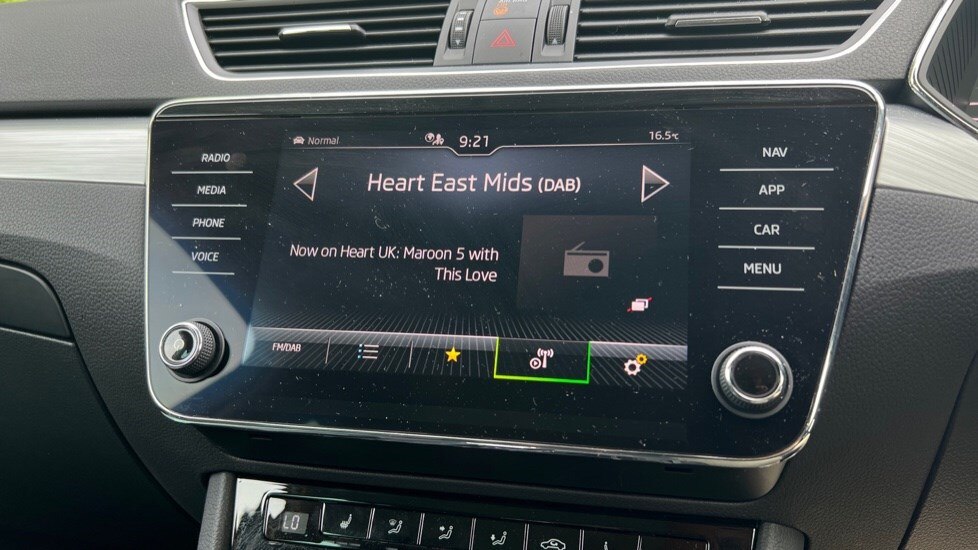 RADIO
MEDIA
PHONE
VOICE
Normal
9:21
16.5°C
Heart East Mids (DAB)
Now on Heart UK: Maroon 5 with
This Love
FM/DAB
NAV
APP
CAR
MENU
LO